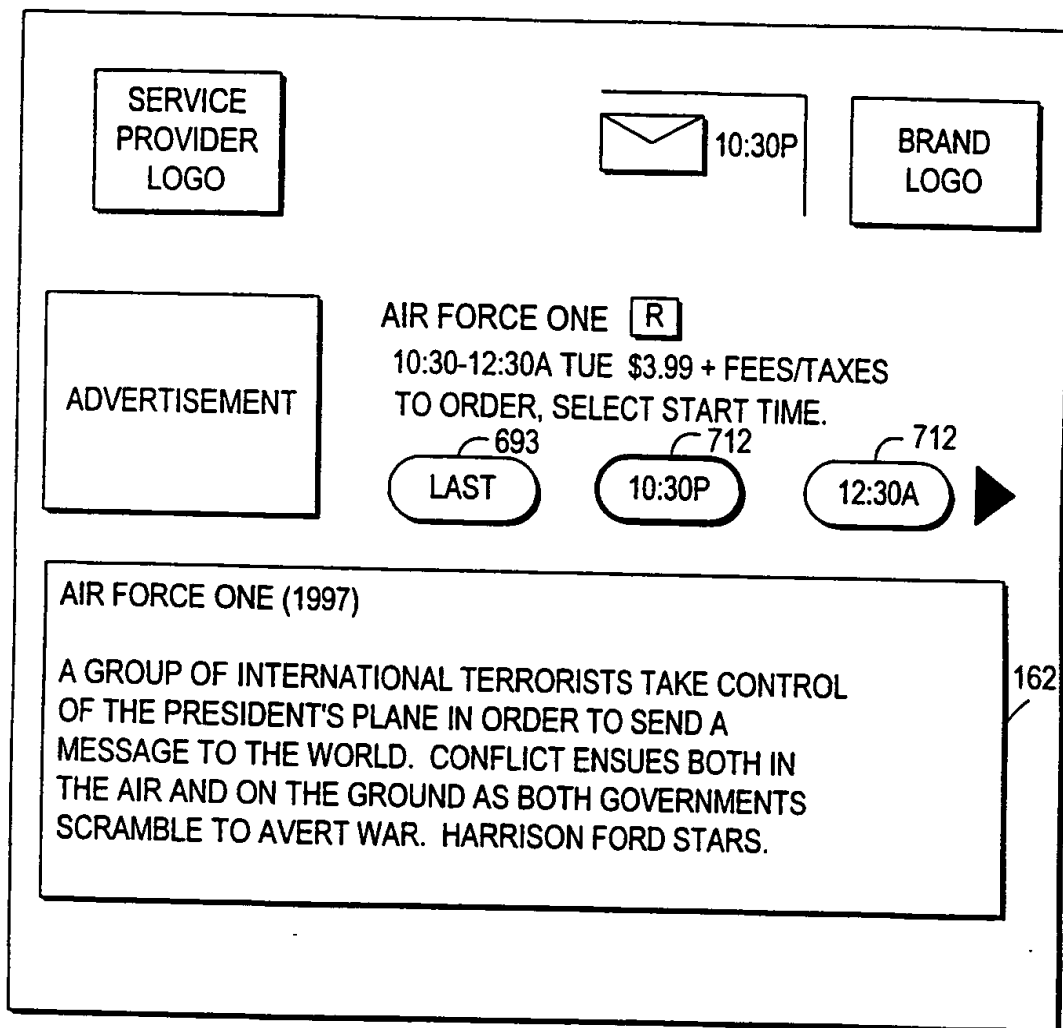 SERVICE
PROVIDER
LOGO
10:30P
BRAND
LOGO
ADVERTISEMENT
AIR FORCE ONE R
10:30-12:30A TUE $3.99 + FEES/TAXES
TO ORDER, SELECT START TIME.
693 712 712
LAST 10:30P 12:30A
AIR FORCE ONE (1997)
A GROUP OF INTERNATIONAL TERRORISTS TAKE CONTROL
OF THE PRESIDENT'S PLANE IN ORDER TO SEND A
MESSAGE TO THE WORLD. CONFLICT ENSUES BOTH IN
THE AIR AND ON THE GROUND AS BOTH GOVERNMENTS
SCRAMBLE TO AVERT WAR. HARRISON FORD STARS.
162